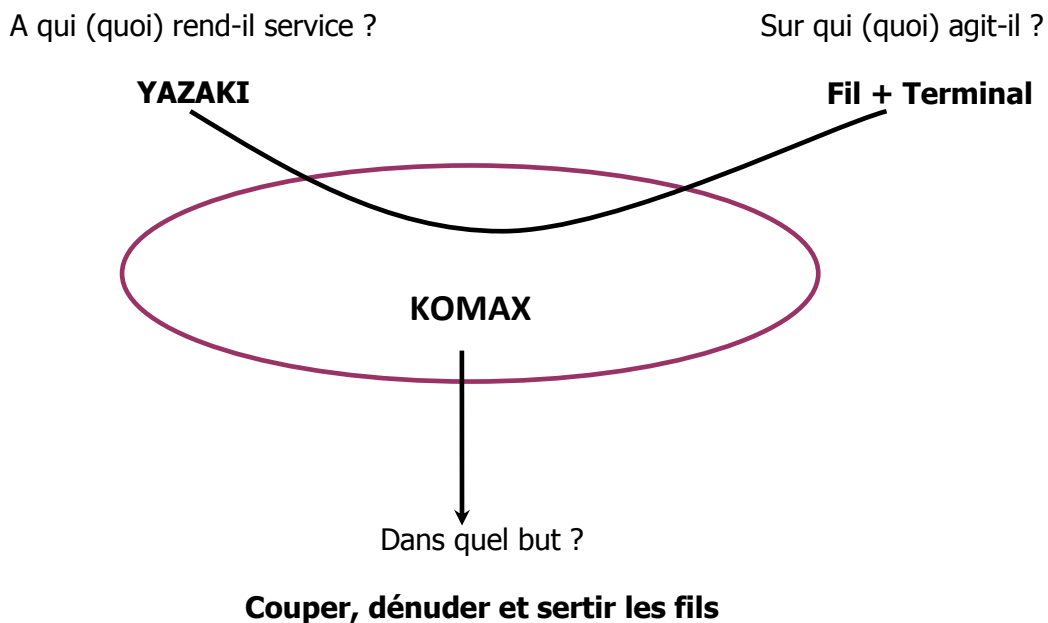 A qui (quoi) rend-il service ?
Sur qui (quoi) agit-il ?
YAZAKI
Fil + Terminal
KOMAX
Dans quel but ?
Couper, dénuder et sertir les fils